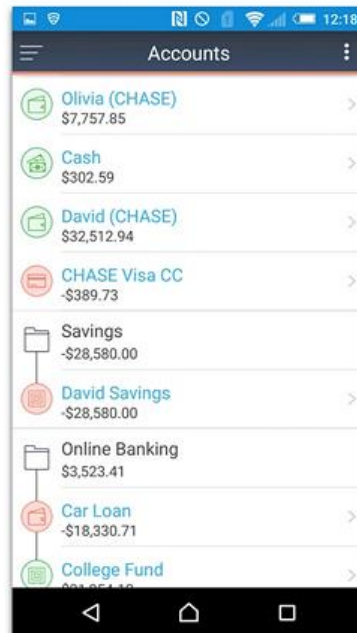 12:18
Accounts
Olivia (CHASE)
$7,757.85
Cash
$302.59
David (CHASE)
$32,512.94
CHASE Visa CC
-$389.73
Savings
-$28,580.00
David Savings
-$28,580.00
Online Banking
$3,523.41
Car Loan
-$18,330.71
College Fund